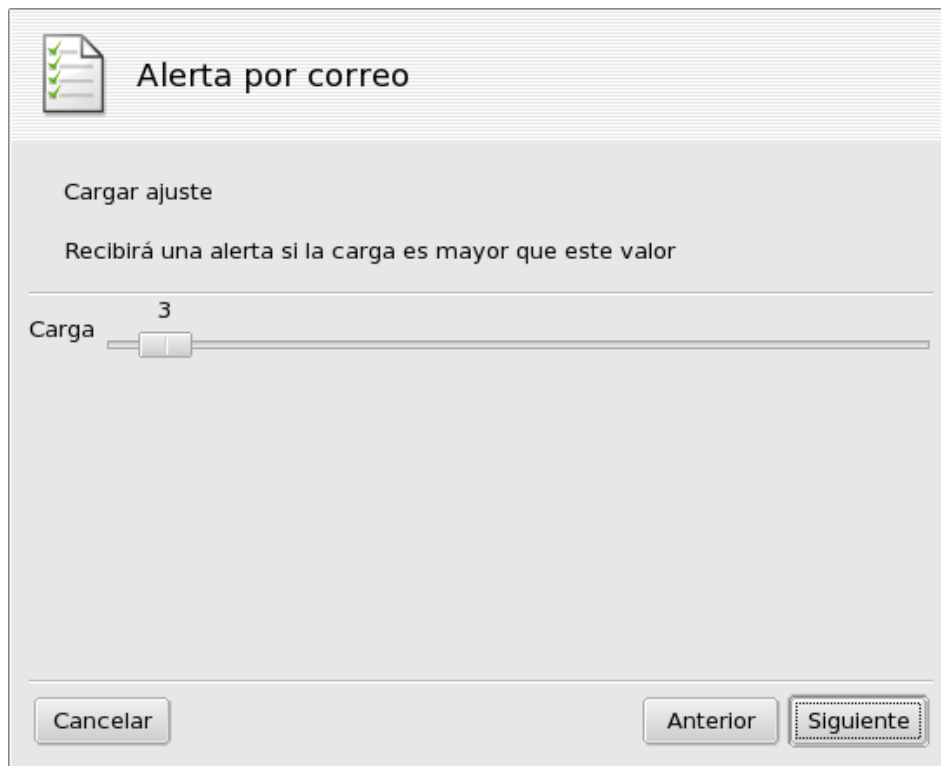 Alerta por correo
Cargar ajuste
Recibirá una alerta si la carga es mayor que este valor
3
Carga
Cancelar
Anterior
Siguiente